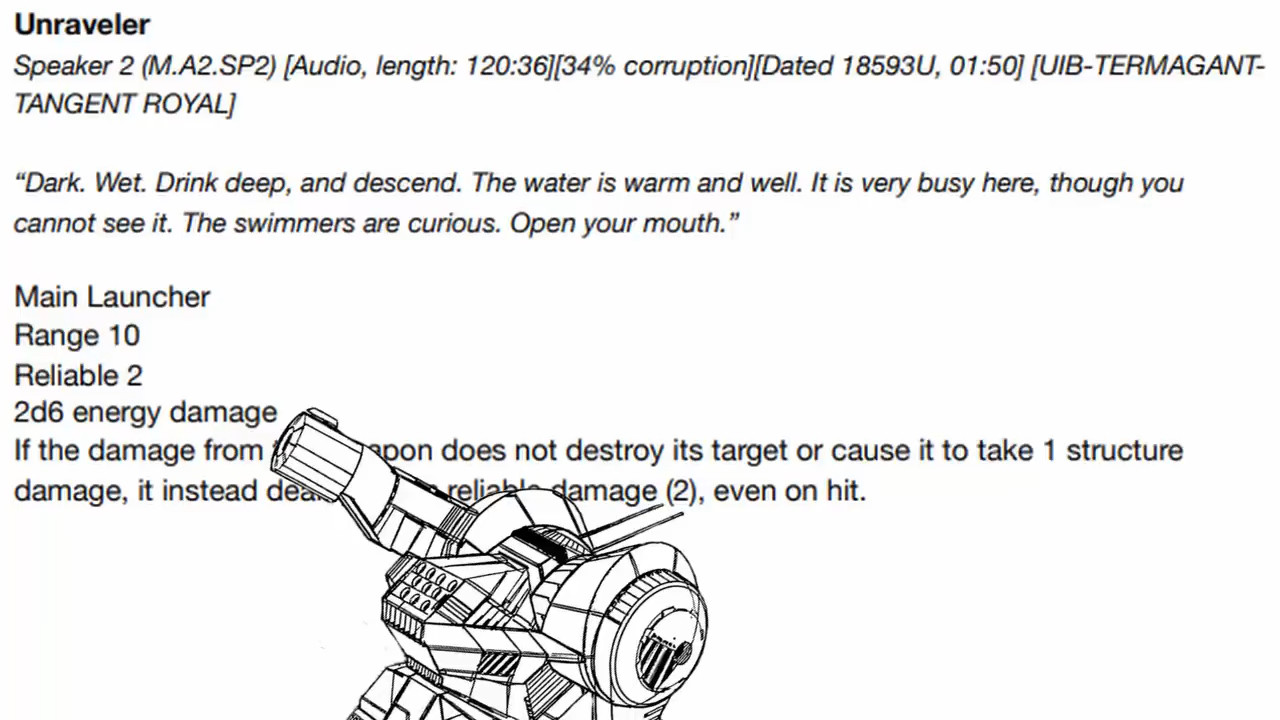 Unraveler
Speaker 2 (M.A2.SP2) [Audio, length: 120:36][34% corruption][Dated 18593U, 01:50] [UIB-TERMAGANT-
TANGENT ROYAL]
“Dark. Wet. Drink deep, and descend. The water is warm and well. It is very busy here, though you
cannot see it. The swimmers are curious. Open your mouth.”
Main Launcher
Range 10
Reliable 2
2d6 energy damage
If the damage from does not destroy its target or cause it to take 1 structure
damage, it instead reliable damage (2), even on hit.